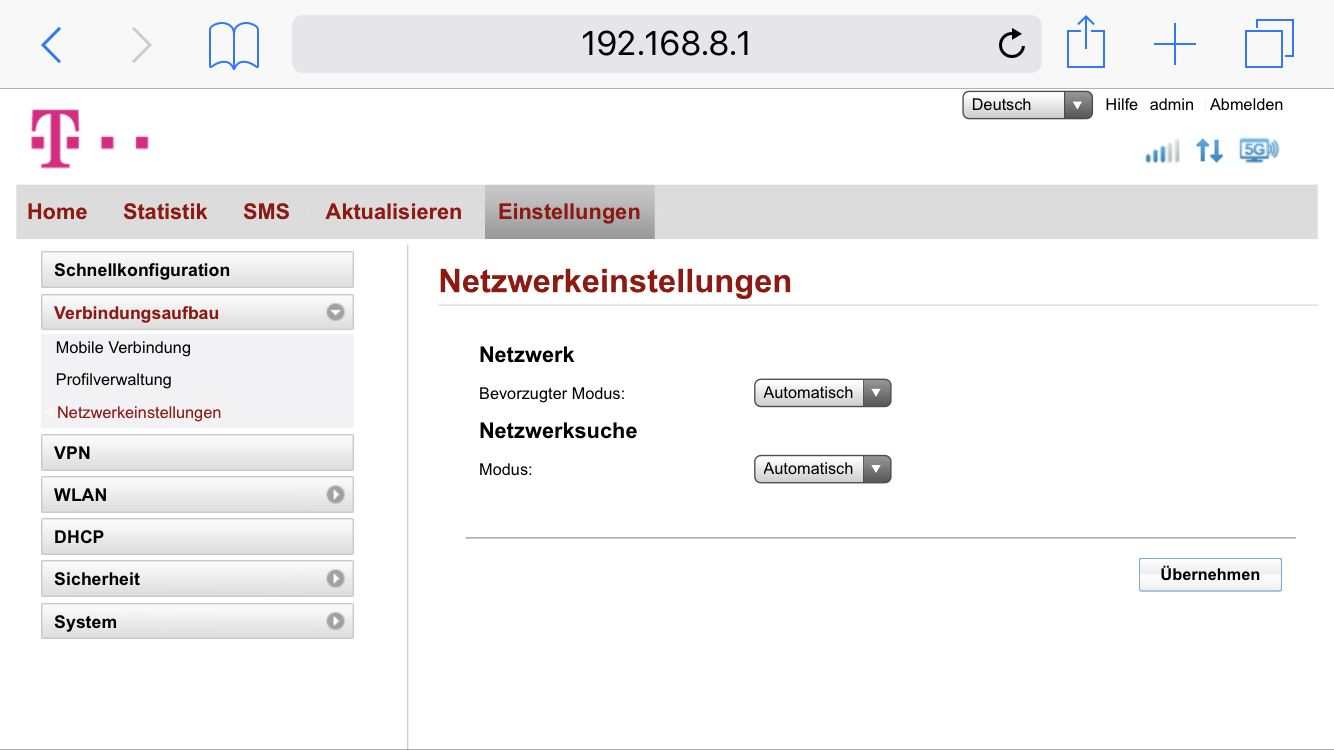 192.168.8.1
Deutsch Hilfe admin Abmelden
T
5G
Home Statistik SMS Aktualisieren Einstellungen
Schnellkonfiguration
Verbindungsaufbau
Mobile Verbindung
Profilverwaltung
Netzwerkeinstellungen
VPN
WLAN
DHCP
Sicherheit
System
Netzwerkeinstellungen
Netzwerk
Bevorzugter Modus: Automatisch
Netzwerksuche
Modus: Automatisch
Übernehmen